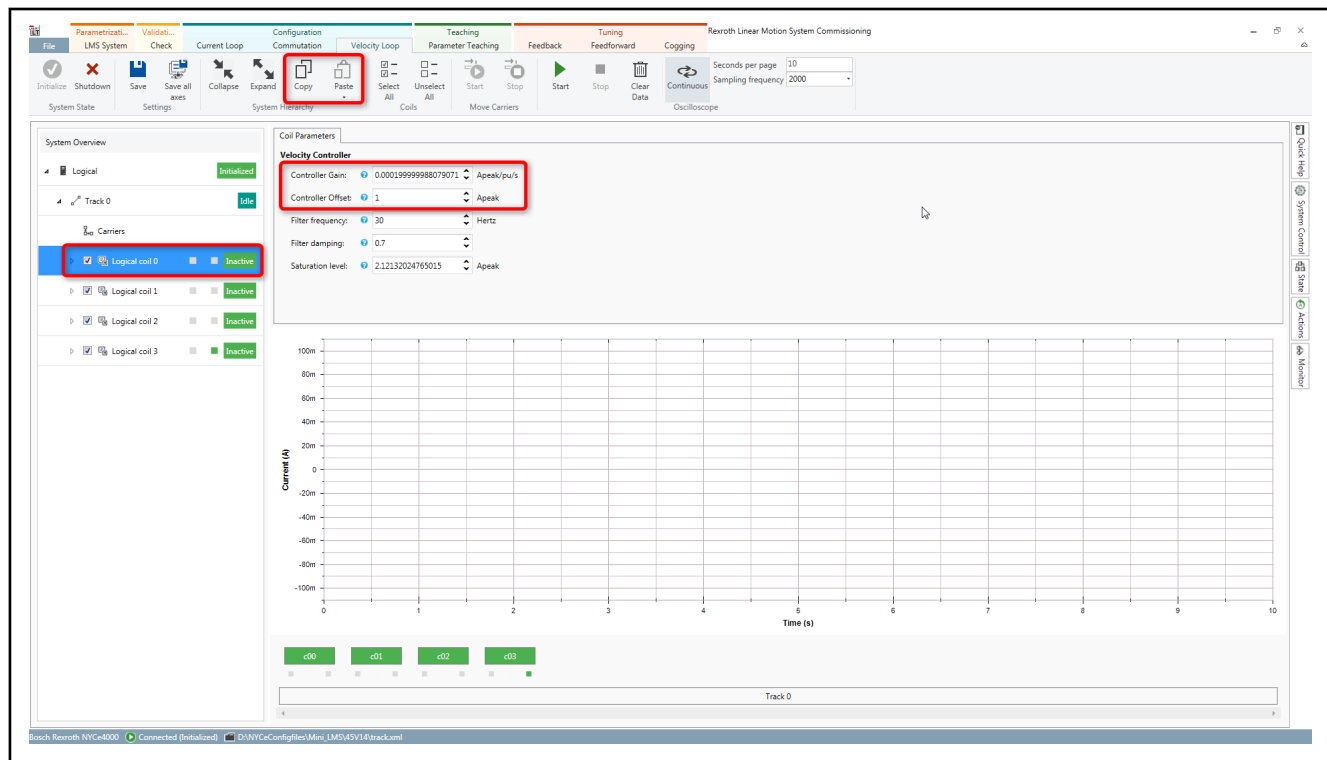 Parametrizati... Validati... Configuration Teaching Tuning Rexroth Linear Motion System Commissioning
File LMS System Check Current Loop Commutation Velocity Loop Parameter Teaching Feedback Feedforward Cogging
Initialize Shutdown Save Save all axes Collapse Expand Copy Paste Select All Unselect All Start Stop Start Stop Clear Data Continuous
Seconds per page 10
Sampling frequency 2000
System State Settings System Hierarchy Coils Move Carriers Oscilloscope
System Overview
Logical Initialized
Track 0 Idle
Carriers
Logical coil 0 Inactive
Logical coil 1 Inactive
Logical coil 2 Inactive
Logical coil 3 Inactive
Coil Parameters
Velocity Controller
Controller Gain: 0.000199999988079071 Apeak/pu/s
Controller Offset: 1 Apeak
Filter frequency: 30 Hertz
Filter damping: 0.7
Saturation level: 2.12132024765015 Apeak
Quick Help
System Control
State
Actions
Monitor
100m
80m
60m
40m
20m
0
-20m
-40m
-60m
-80m
-100m
Current (A)
0 1 2 3 4 5 6 7 8 9 10
Time (s)
c00 c01 c02 c03
Track 0
Bosch Rexroth NYCe4000 Connected (Initialized) D:\NYCeConfigfiles\Mini_LMS\45V14\track.xml